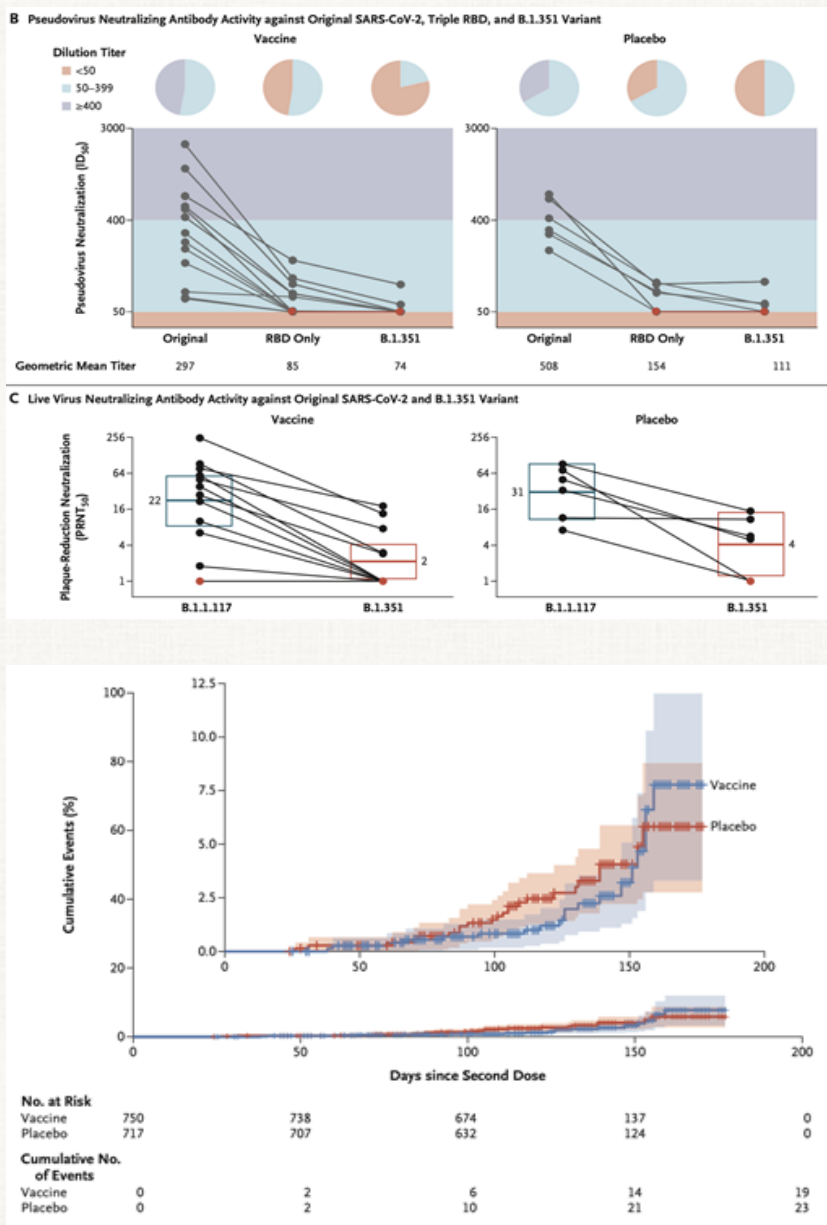 B Pseudovirus Neutralizing Antibody Activity against Original SARS-CoV-2, Triple RBD, and B.1.351 Variant
Vaccine Placebo
Dilution Titer
<50
50–399
≥400
Pseudovirus Neutralization (ID50)
3000 3000
400 400
50 50
Original RBD Only B.1.351 Original RBD Only B.1.351
Geometric Mean Titer 297 85 74 508 154 111
C Live Virus Neutralizing Antibody Activity against Original SARS-CoV-2 and B.1.351 Variant
Vaccine Placebo
Plaque-Reduction Neutralization (PRNT50)
256 256
64 64
22 16 31 16
4 2 4 4
1 1
B.1.1.117 B.1.351 B.1.1.117 B.1.351
Cumulative Events (%)
100
80
60
40
20
0
12.5
10.0
7.5
5.0
2.5
0.0
Vaccine
Placebo
0 50 100 150 200
0 50 100 150 200
Days since Second Dose
No. at Risk
Vaccine 750 738 674 137 0
Placebo 717 707 632 124 0
Cumulative No.
of Events
Vaccine 0 2 6 14 19
Placebo 0 2 10 21 23